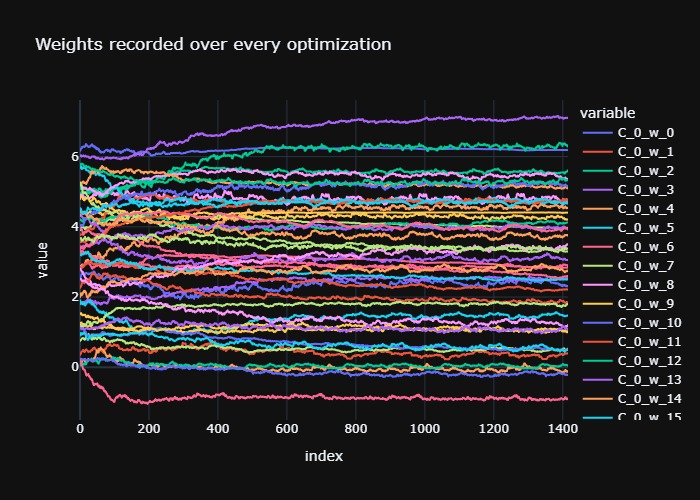 Weights recorded over every optimization
variable
C_0_w_0
C_0_w_1
C_0_w_2
C_0_w_3
C_0_w_4
C_0_w_5
C_0_w_6
C_0_w_7
C_0_w_8
C_0_w_9
C_0_w_10
C_0_w_11
C_0_w_12
C_0_w_13
C_0_w_14
C_0_w_15
value
6
4
2
0
0 200 400 600 800 1000 1200 1400
index